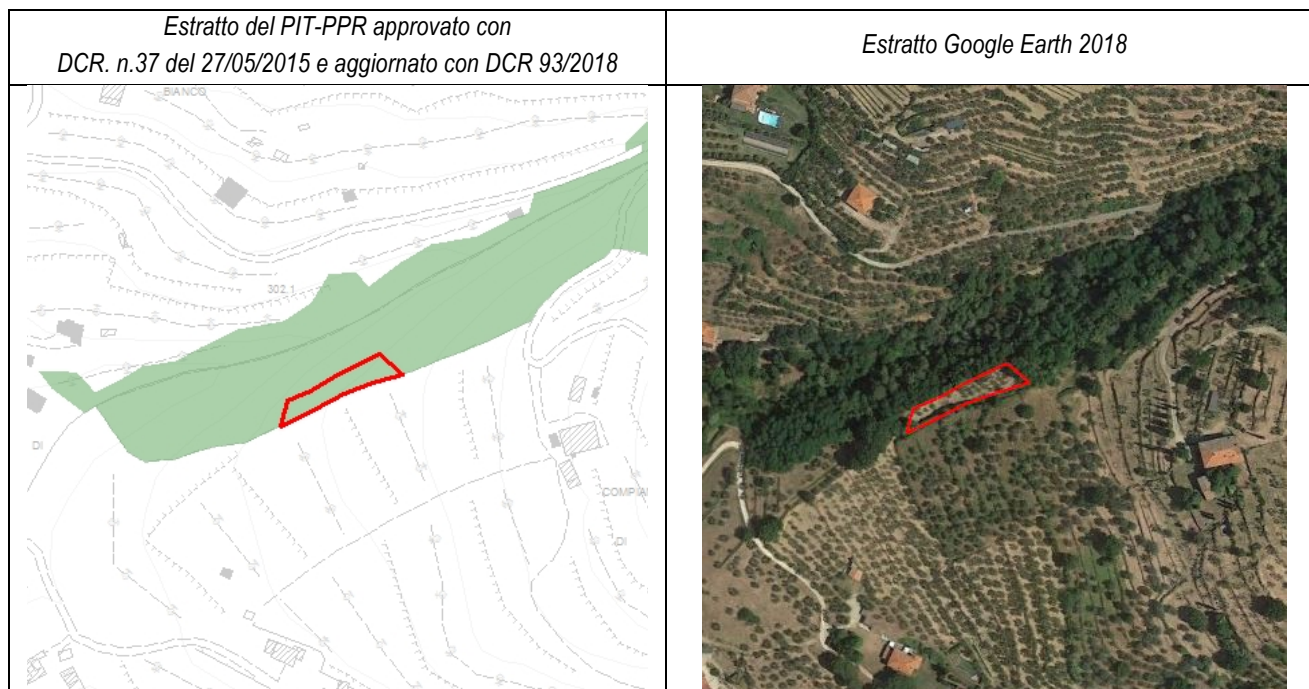 Estratto del PIT-PPR approvato con
DCR. n.37 del 27/05/2015 e aggiornato con DCR 93/2018
Estratto Google Earth 2018
BIANCO
302.1
DI
COMPIA
DI